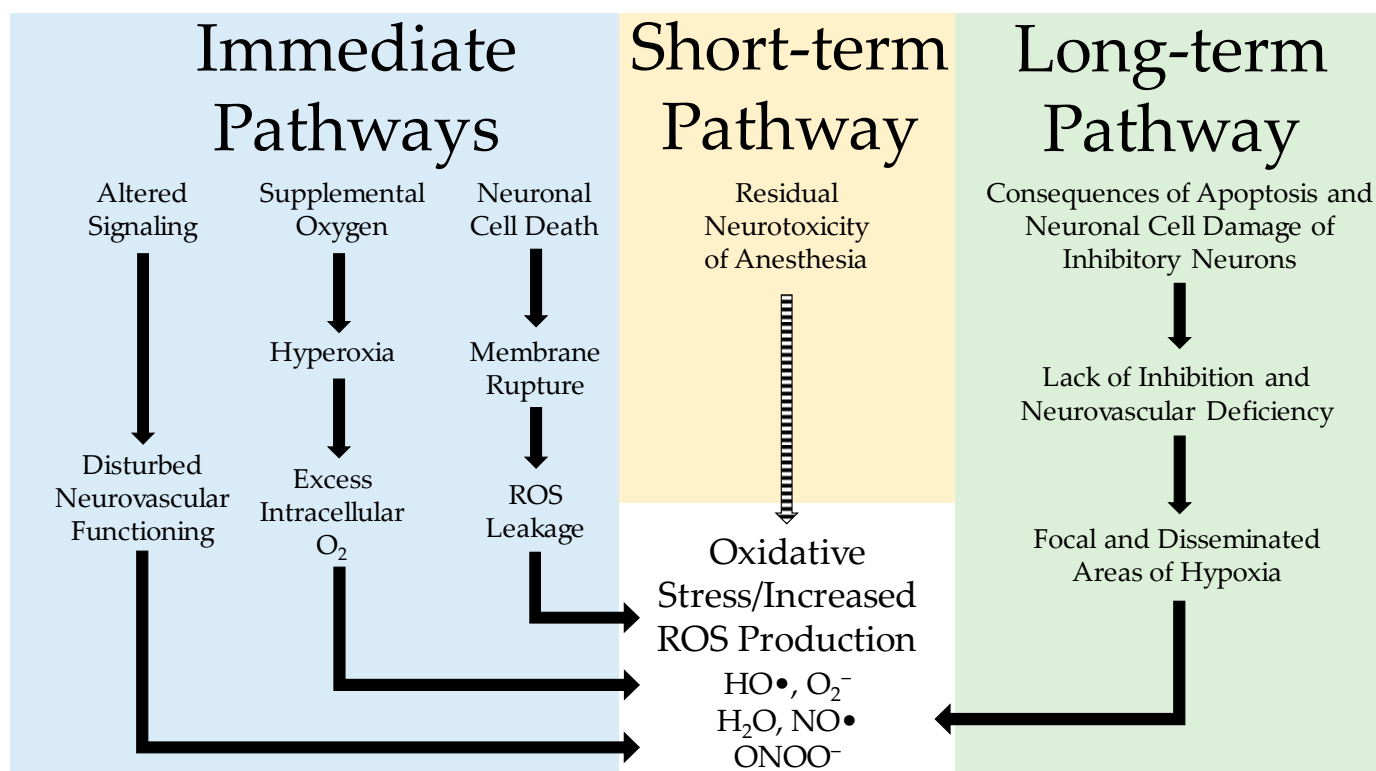 Immediate
Pathways
Altered
Signaling
Disturbed
Neurovascular
Functioning
Supplemental
Oxygen
Hyperoxia
Excess
Intracellular
O₂
Neuronal
Cell Death
Membrane
Rupture
ROS
Leakage
Short-term
Pathway
Residual
Neurotoxicity
of Anesthesia
Oxidative
Stress/Increased
ROS Production
HO•, O₂⁻
H₂O, NO•
ONOO⁻
Long-term
Pathway
Consequences of Apoptosis and
Neuronal Cell Damage of
Inhibitory Neurons
Lack of Inhibition and
Neurovascular Deficiency
Focal and Disseminated
Areas of Hypoxia